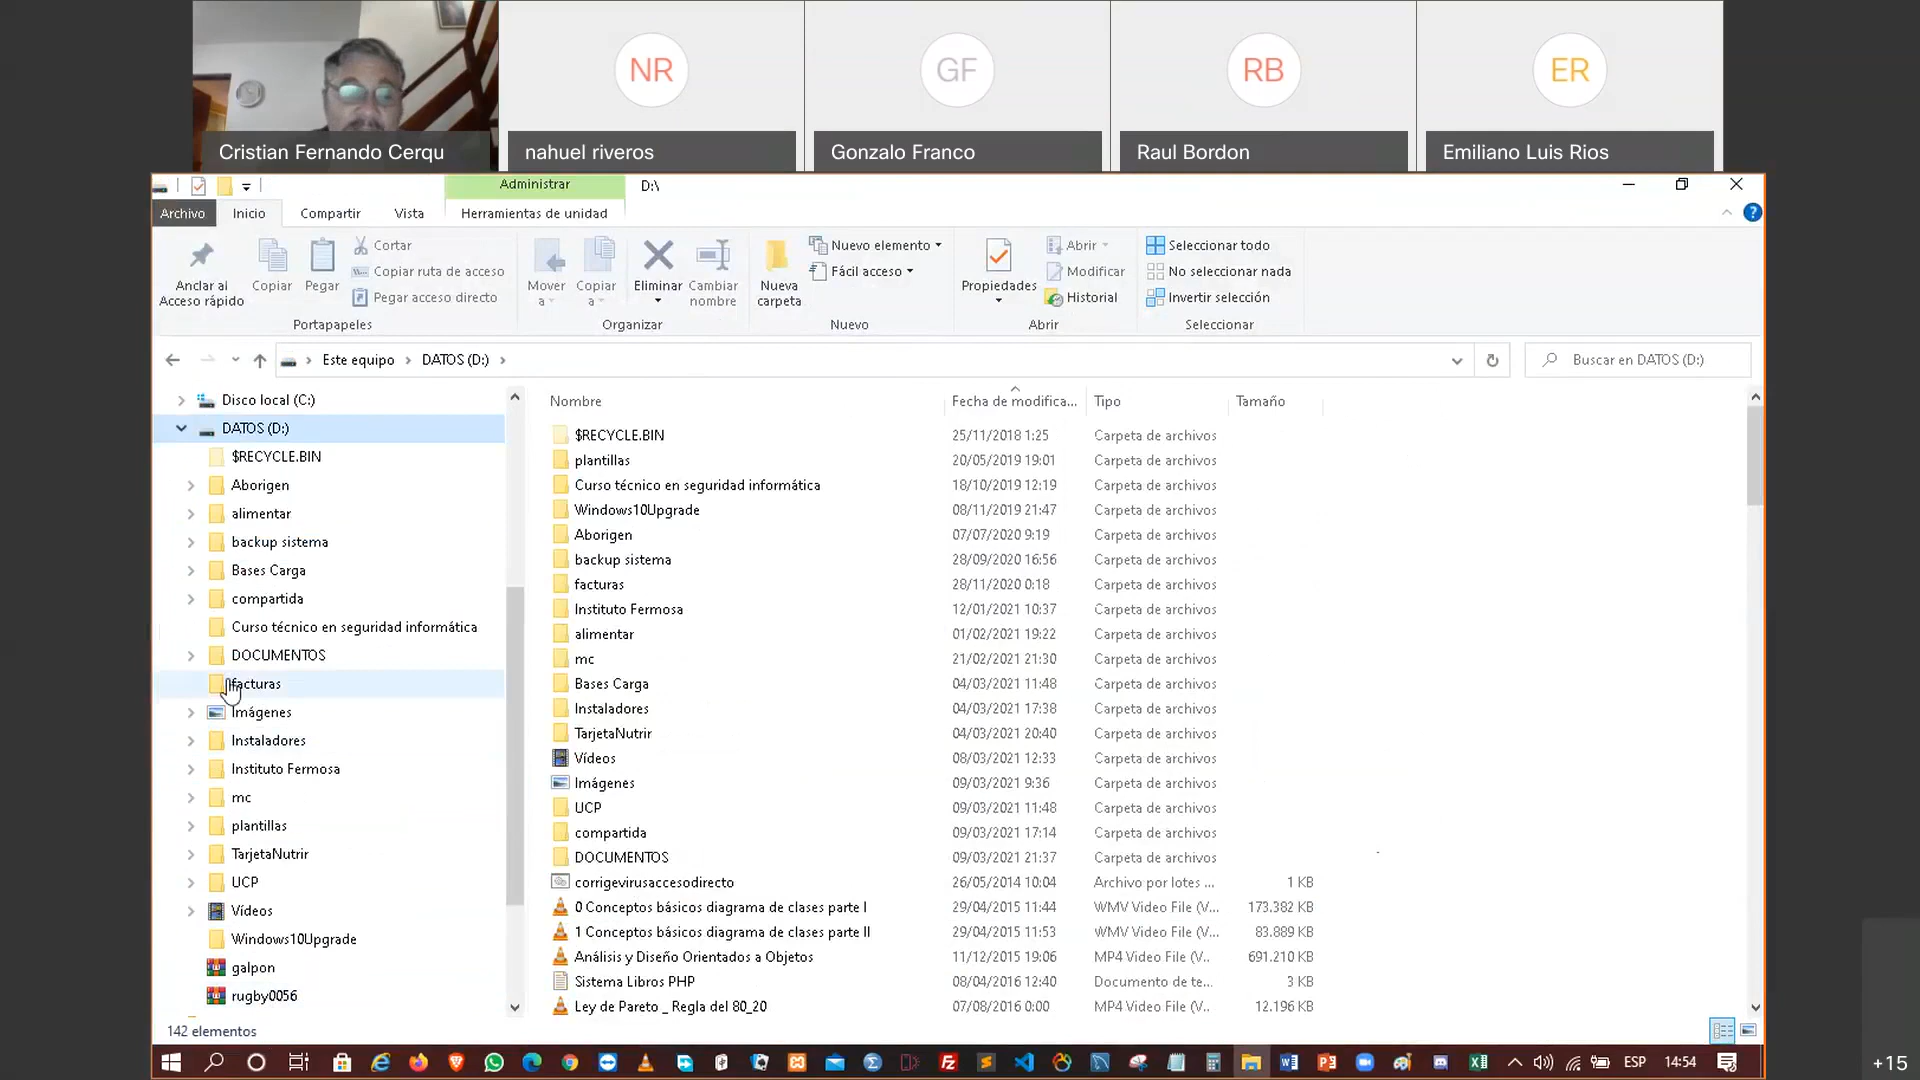 NR
GF
RB
ER
Cristian Fernando Cerqu
nahuel riveros
Gonzalo Franco
Raul Bordon
Emiliano Luis Rios
Administrar
D:\
Archivo
Inicio
Compartir
Vista
Herramientas de unidad
Anclar al
Acceso rápido
Copiar
Pegar
Cortar
Copiar ruta de acceso
Pegar acceso directo
Portapapeles
Mover
a
Copiar
a
Eliminar
Cambiar
nombre
Organizar
Nueva
carpeta
Nuevo elemento
Fácil acceso
Nuevo
Propiedades
Abrir
Modificar
Historial
Abrir
Seleccionar todo
No seleccionar nada
Invertir selección
Seleccionar
Este equipo > DATOS (D:) >
Buscar en DATOS (D:)
Disco local (C:)
DATOS (D:)
$RECYCLE.BIN
Aborigen
alimentar
backup sistema
Bases Carga
compartida
Curso técnico en seguridad informática
DOCUMENTOS
facturas
Imágenes
Instaladores
Instituto Fermosa
mc
plantillas
TarjetaNutrir
UCP
Vídeos
Windows10Upgrade
galpon
rugby0056
Nombre Fecha de modifica... Tipo Tamaño
$RECYCLE.BIN 25/11/2018 1:25 Carpeta de archivos
plantillas 20/05/2019 19:01 Carpeta de archivos
Curso técnico en seguridad informática 18/10/2019 12:19 Carpeta de archivos
Windows10Upgrade 08/11/2019 21:47 Carpeta de archivos
Aborigen 07/07/2020 9:19 Carpeta de archivos
backup sistema 28/09/2020 16:56 Carpeta de archivos
facturas 28/11/2020 0:18 Carpeta de archivos
Instituto Fermosa 12/01/2021 10:37 Carpeta de archivos
alimentar 01/02/2021 19:22 Carpeta de archivos
mc 21/02/2021 21:30 Carpeta de archivos
Bases Carga 04/03/2021 11:48 Carpeta de archivos
Instaladores 04/03/2021 17:38 Carpeta de archivos
TarjetaNutrir 04/03/2021 20:40 Carpeta de archivos
Vídeos 08/03/2021 12:33 Carpeta de archivos
Imágenes 09/03/2021 9:36 Carpeta de archivos
UCP 09/03/2021 11:48 Carpeta de archivos
compartida 09/03/2021 17:14 Carpeta de archivos
DOCUMENTOS 09/03/2021 21:37 Carpeta de archivos
corrigevirusaccesodirecto 26/05/2014 10:04 Archivo por lotes ... 1 KB
0 Conceptos básicos diagrama de clases parte I 29/04/2015 11:44 WMV Video File (V... 173.382 KB
1 Conceptos básicos diagrama de clases parte II 29/04/2015 11:53 WMV Video File (V... 83.889 KB
Análisis y Diseño Orientados a Objetos 11/12/2015 19:06 MP4 Video File (V.. 691.210 KB
Sistema Libros PHP 08/04/2016 12:40 Documento de te... 3 KB
Ley de Pareto _ Regla del 80_20 07/08/2016 0:00 MP4 Video File (V.. 12.196 KB
142 elementos
ESP
14:54
+15